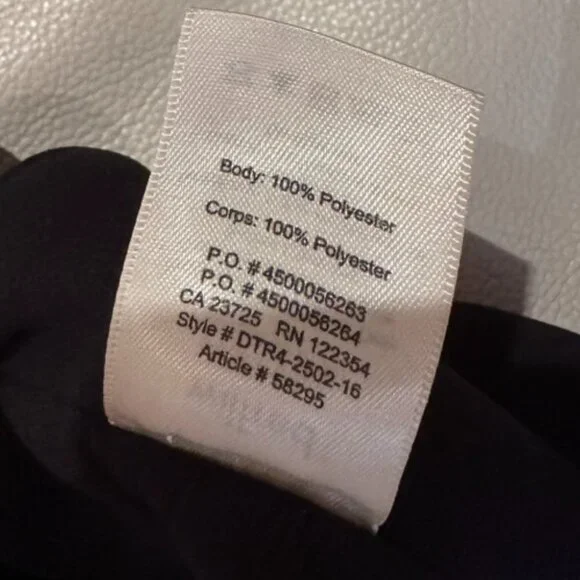 Body: 100% Polyester
Corps: 100% Polyester
P.O. # 4500056263
P.O. # 4500056264
CA 23725 RN 122354
Style # DTR4-2502-16
Article # 58295